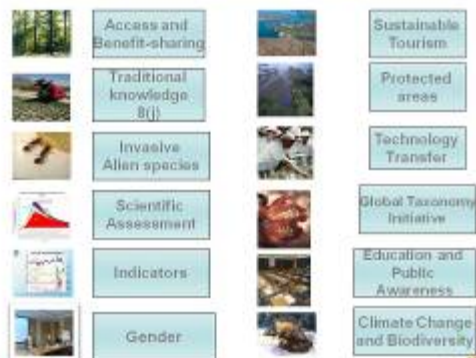 Access and
Benefit-sharing
Traditional
knowledge
8(j)
Invasive
Alien species
Scientific
Assessment
Indicators
Gender
Sustainable
Tourism
Protected
areas
Technology
Transfer
Global Taxonomy
Initiative
Education and
Public
Awareness
Climate Change
and Biodiversity